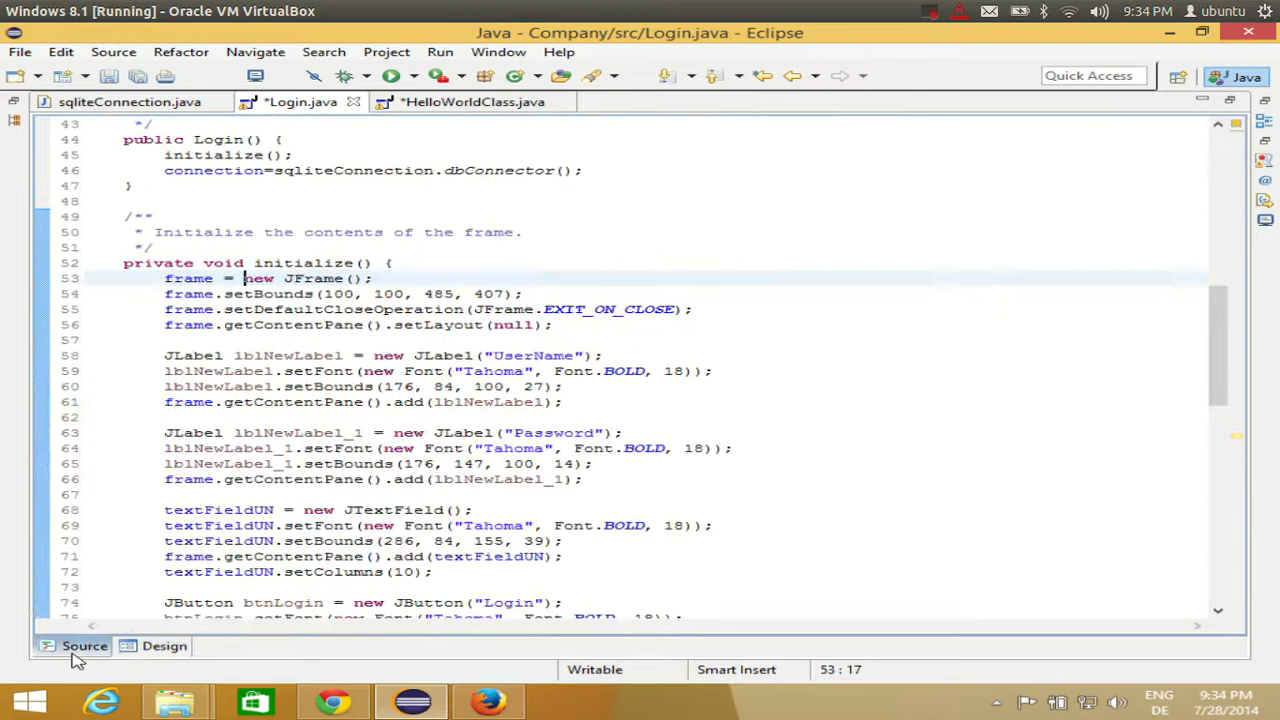 Windows 8.1 [Running] - Oracle VM VirtualBox
9:34 PM ubuntu
Java - Company/src/Login.java - Eclipse
File Edit Source Refactor Navigate Search Project Run Window Help
Quick Access Java
sqliteConnection.java *Login.java *HelloWorldClass.java
43 */
44 public Login() {
45 initialize();
46 connection=sqliteConnection.dbConnector();
47 }
48
49 /**
50 * Initialize the contents of the frame.
51 */
52 private void initialize() {
53 frame = new JFrame();
54 frame.setBounds(100, 100, 485, 407);
55 frame.setDefaultCloseOperation(JFrame.EXIT_ON_CLOSE);
56 frame.getContentPane().setLayout(null);
57
58 JLabel lblNewLabel = new JLabel("UserName");
59 lblNewLabel.setFont(new Font("Tahoma", Font.BOLD, 18));
60 lblNewLabel.setBounds(176, 84, 100, 27);
61 frame.getContentPane().add(lblNewLabel);
62
63 JLabel lblNewLabel_1 = new JLabel("Password");
64 lblNewLabel_1.setFont(new Font("Tahoma", Font.BOLD, 18));
65 lblNewLabel_1.setBounds(176, 147, 100, 14);
66 frame.getContentPane().add(lblNewLabel_1);
67
68 textFieldUN = new JTextField();
69 textFieldUN.setFont(new Font("Tahoma", Font.BOLD, 18));
70 textFieldUN.setBounds(286, 84, 155, 39);
71 frame.getContentPane().add(textFieldUN);
72 textFieldUN.setColumns(10);
73
74 JButton btnLogin = new JButton("Login");
75 btnLogin.setFont(new Font("Tahoma", Font.BOLD, 18));
Source Design
Writable Smart Insert 53 : 17
ENG 9:34 PM
DE 7/28/2014